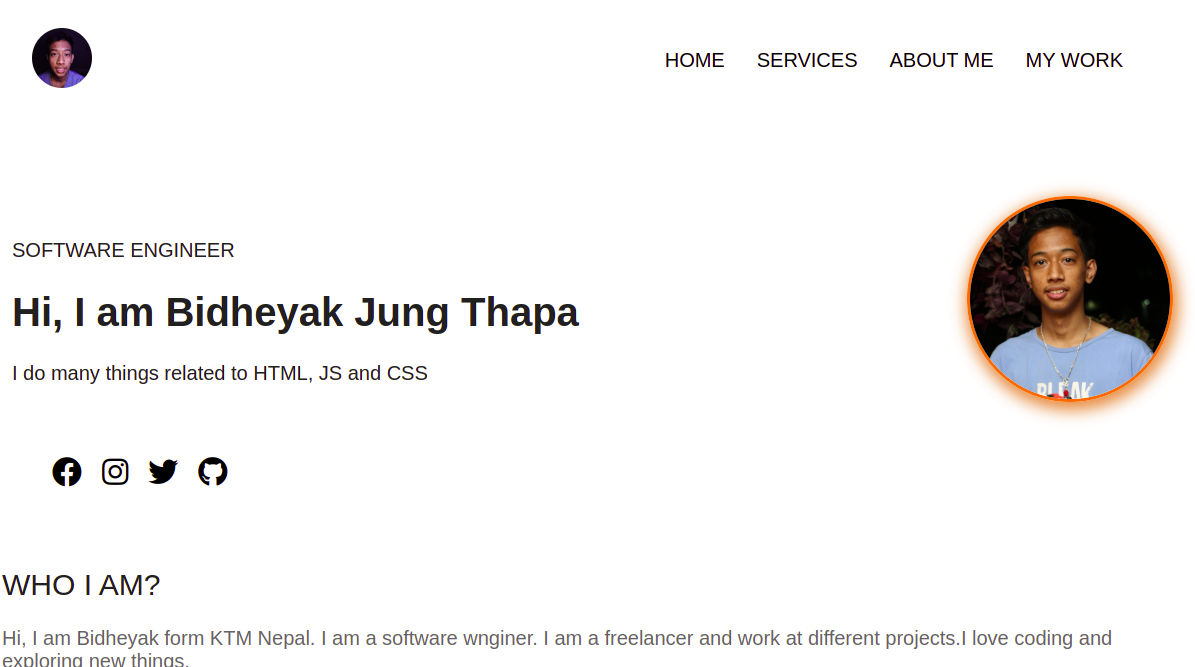 HOME SERVICES ABOUT ME MY WORK
SOFTWARE ENGINEER
Hi, I am Bidheyak Jung Thapa
I do many things related to HTML, JS and CSS
BLEAK
WHO I AM?
Hi, I am Bidheyak form KTM Nepal. I am a software wnginer. I am a freelancer and work at different projects.I love coding and
exploring new things.